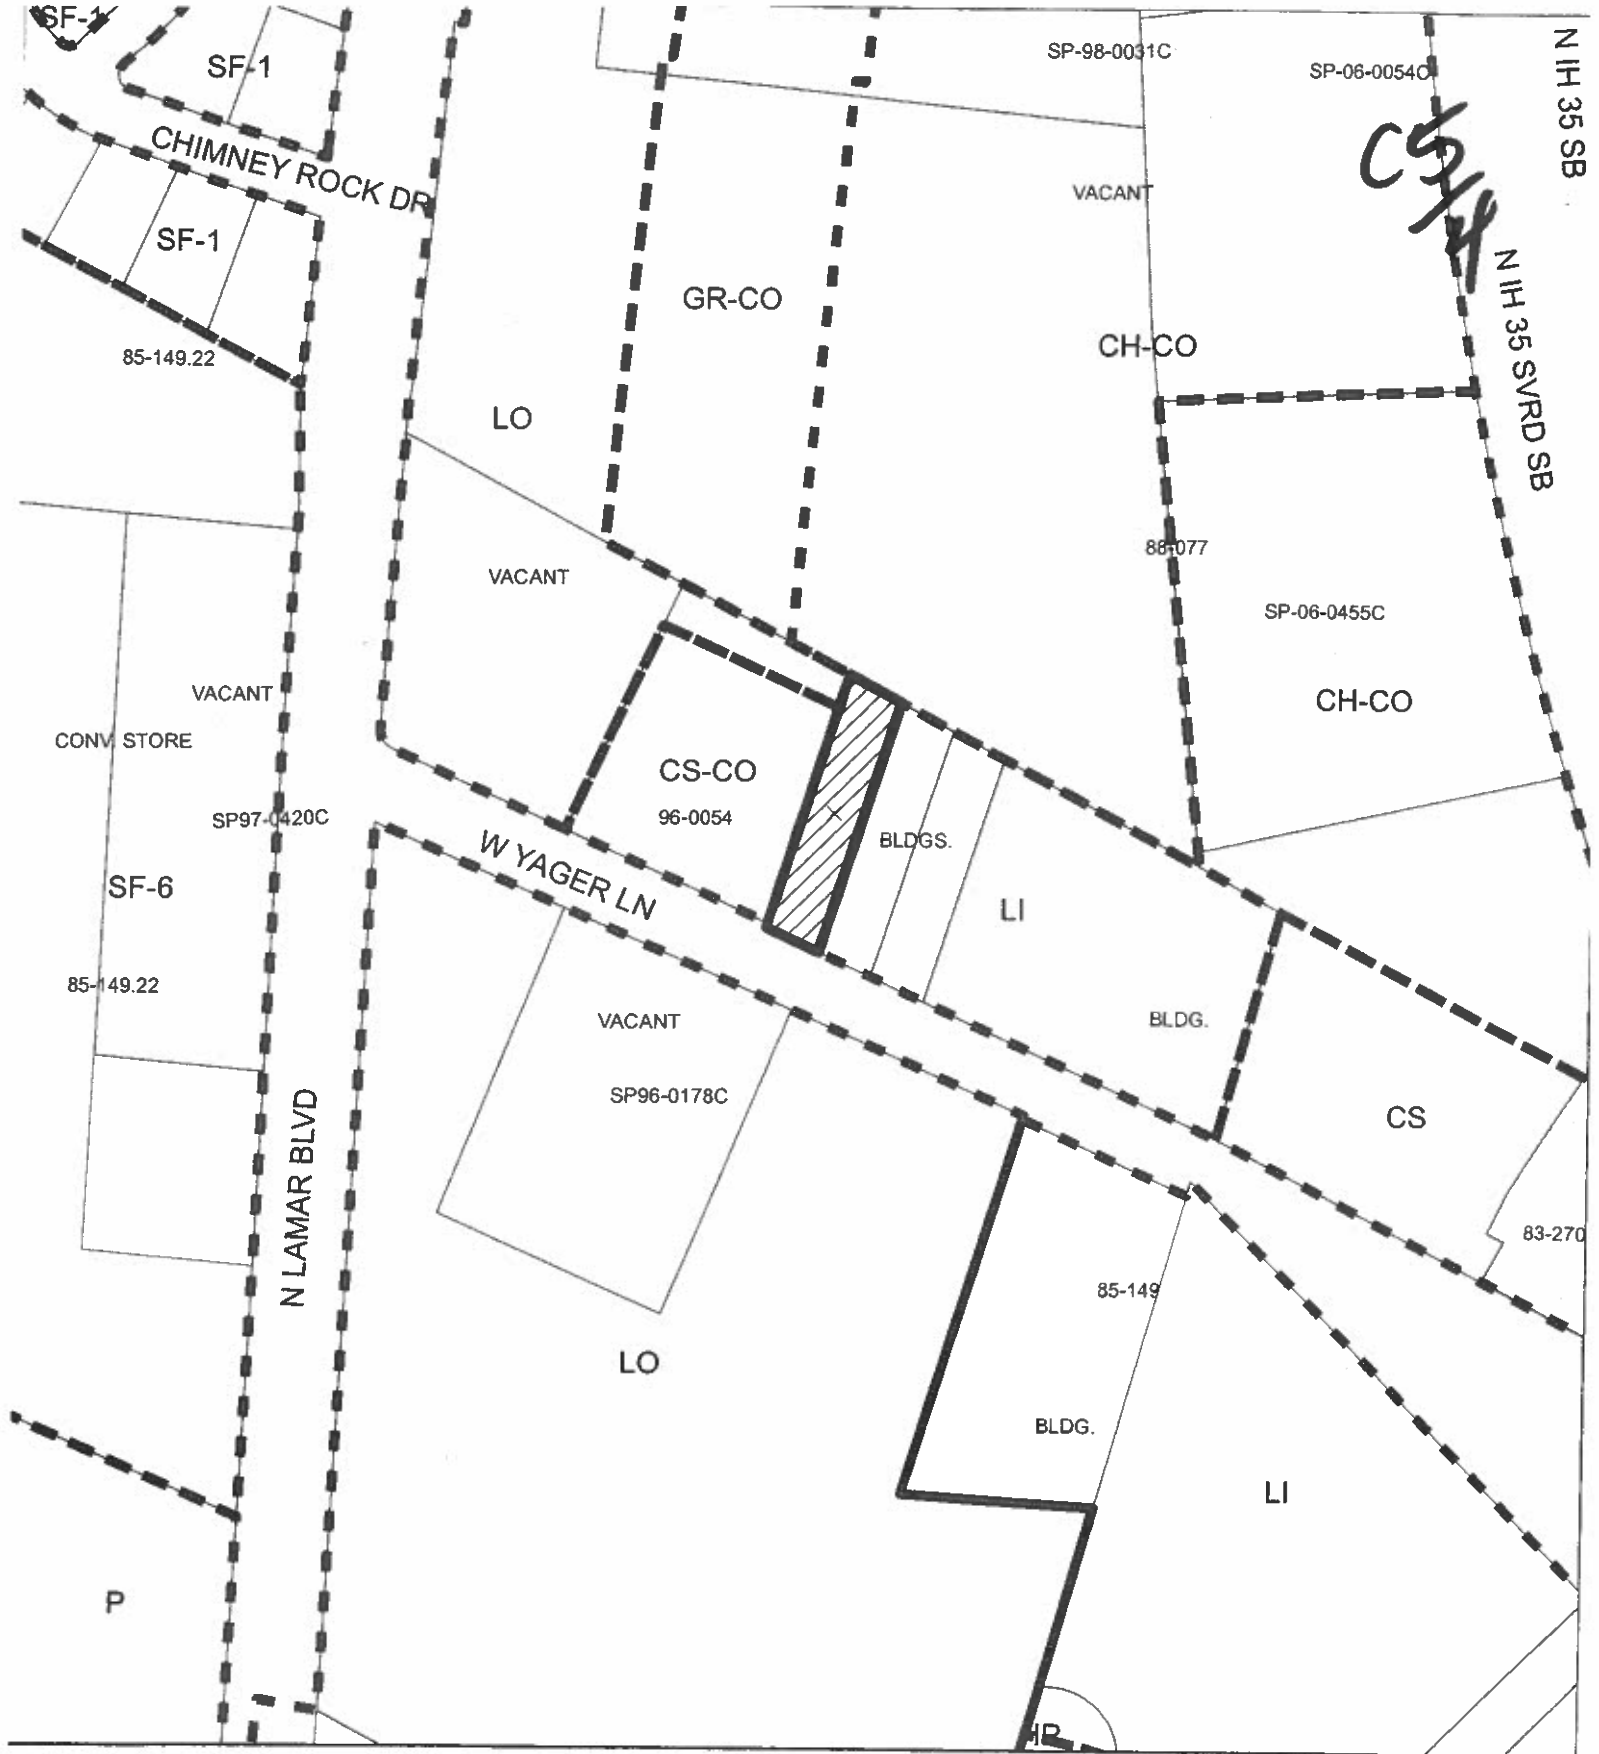 SF-1
SF-1
SP-98-0031C
SP-06-0054C
N IH 35 SB
C5/4
CHIMNEY ROCK DR
VACANT
SF-1
GR-CO
N IH 35 SVRD SB
85-149.22
CH-CO
LO
88-077
VACANT
SP-06-0455C
VACANT
CH-CO
CONV. STORE
CS-CO
SP97-0420C
96-0054
W YAGER LN
BLDGS.
SF-6
LI
85-149.22
VACANT
BLDG.
SP96-0178C
CS
N LAMAR BLVD
83-270
85-149
LO
BLDG.
LI
P